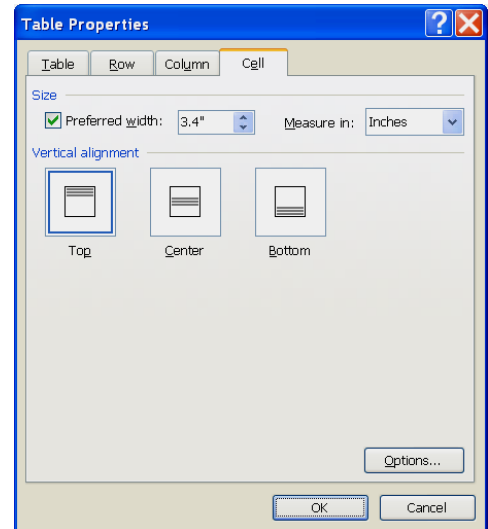 Table Properties
Table Row Column Cell
Size
Preferred width: 3.4" Measure in: Inches
Vertical alignment
Top Center Bottom
Options...
OK Cancel